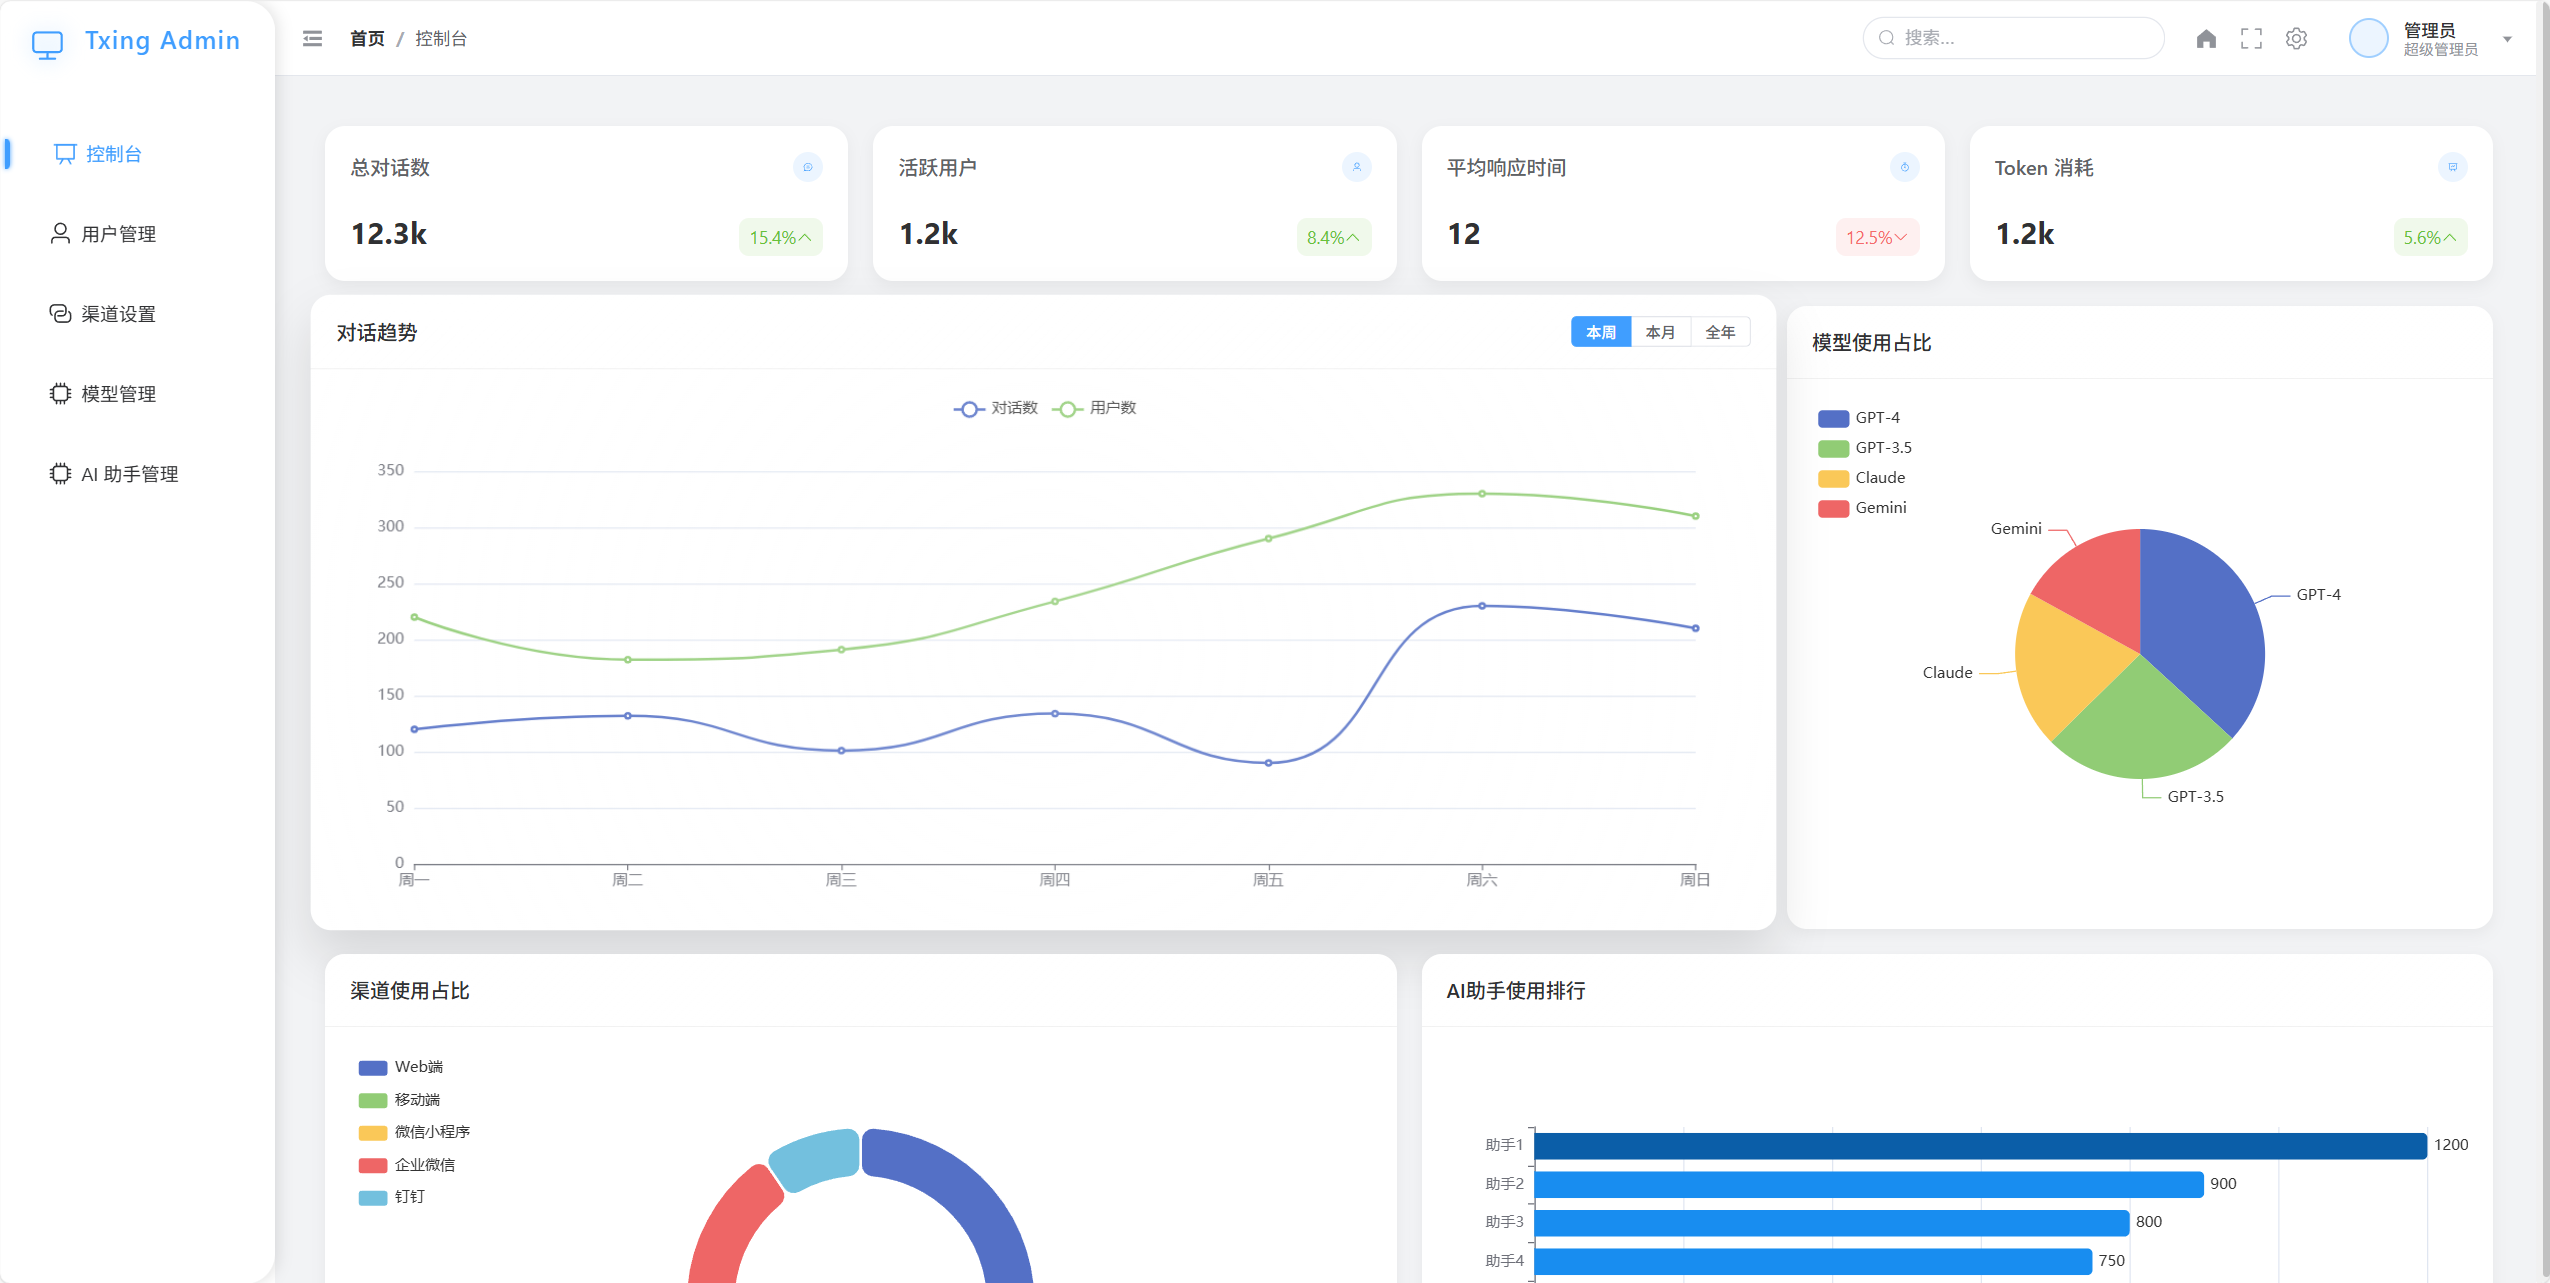 Txing Admin
首页 / 控制台
搜索...
管理员
超级管理员
控制台
用户管理
渠道设置
模型管理
AI 助手管理
总对话数
12.3k
15.4%
活跃用户
1.2k
8.4%
平均响应时间
12
12.5%
Token 消耗
1.2k
5.6%
对话趋势
本周 本月 全年
对话数 用户数
350
300
250
200
150
100
50
0
周一 周二 周三 周四 周五 周六 周日
模型使用占比
GPT-4
GPT-3.5
Claude
Gemini
Gemini
GPT-4
Claude
GPT-3.5
渠道使用占比
Web端
移动端
微信小程序
企业微信
钉钉
AI助手使用排行
助手1 1200
助手2 900
助手3 800
助手4 750